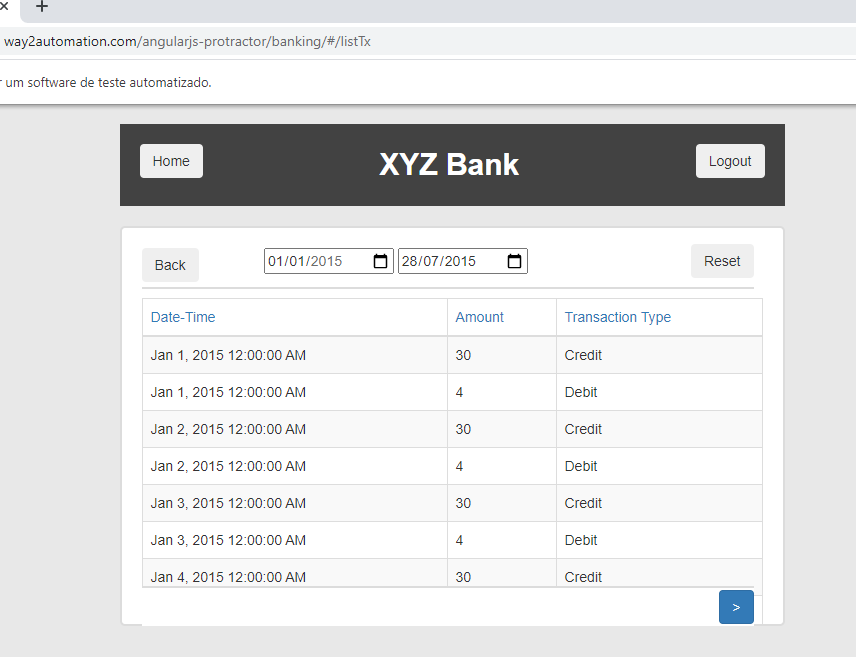 way2automation.com/angularjs-protractor/banking/#/listTx
um software de teste automatizado.
Home XYZ Bank Logout
Back 01/01/2015 28/07/2015 Reset
Date-Time Amount Transaction Type
Jan 1, 2015 12:00:00 AM 30 Credit
Jan 1, 2015 12:00:00 AM 4 Debit
Jan 2, 2015 12:00:00 AM 30 Credit
Jan 2, 2015 12:00:00 AM 4 Debit
Jan 3, 2015 12:00:00 AM 30 Credit
Jan 3, 2015 12:00:00 AM 4 Debit
Jan 4, 2015 12:00:00 AM 30 Credit
>